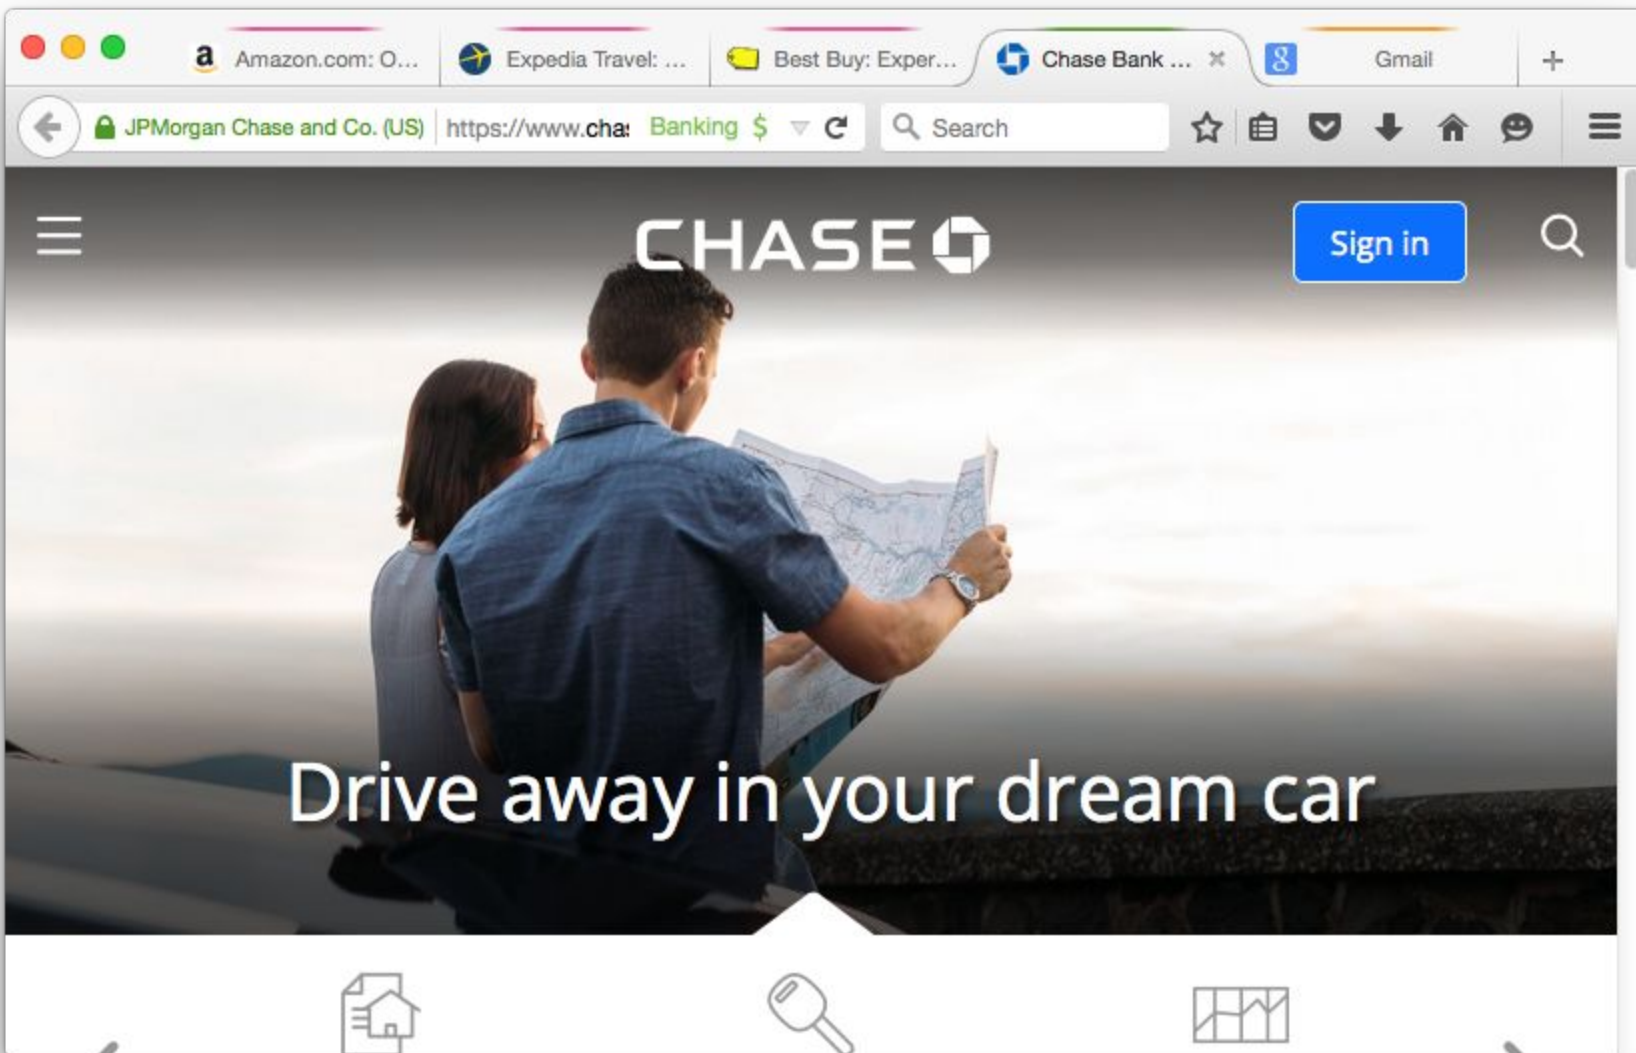 Amazon.com: O...
Expedia Travel: ...
Best Buy: Exper...
Chase Bank ...
Gmail
JPMorgan Chase and Co. (US)
https://www.cha
Banking $
Search
CHASE
Sign in
Drive away in your dream car